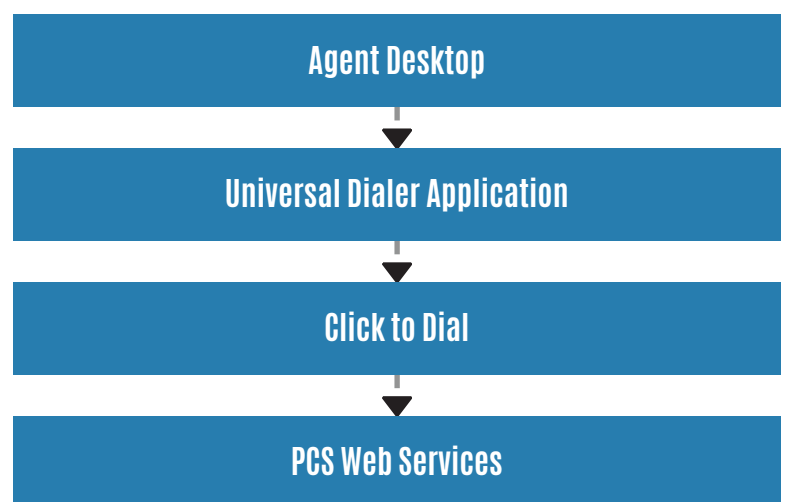 Agent Desktop
Universal Dialer Application
Click to Dial
PCS Web Services